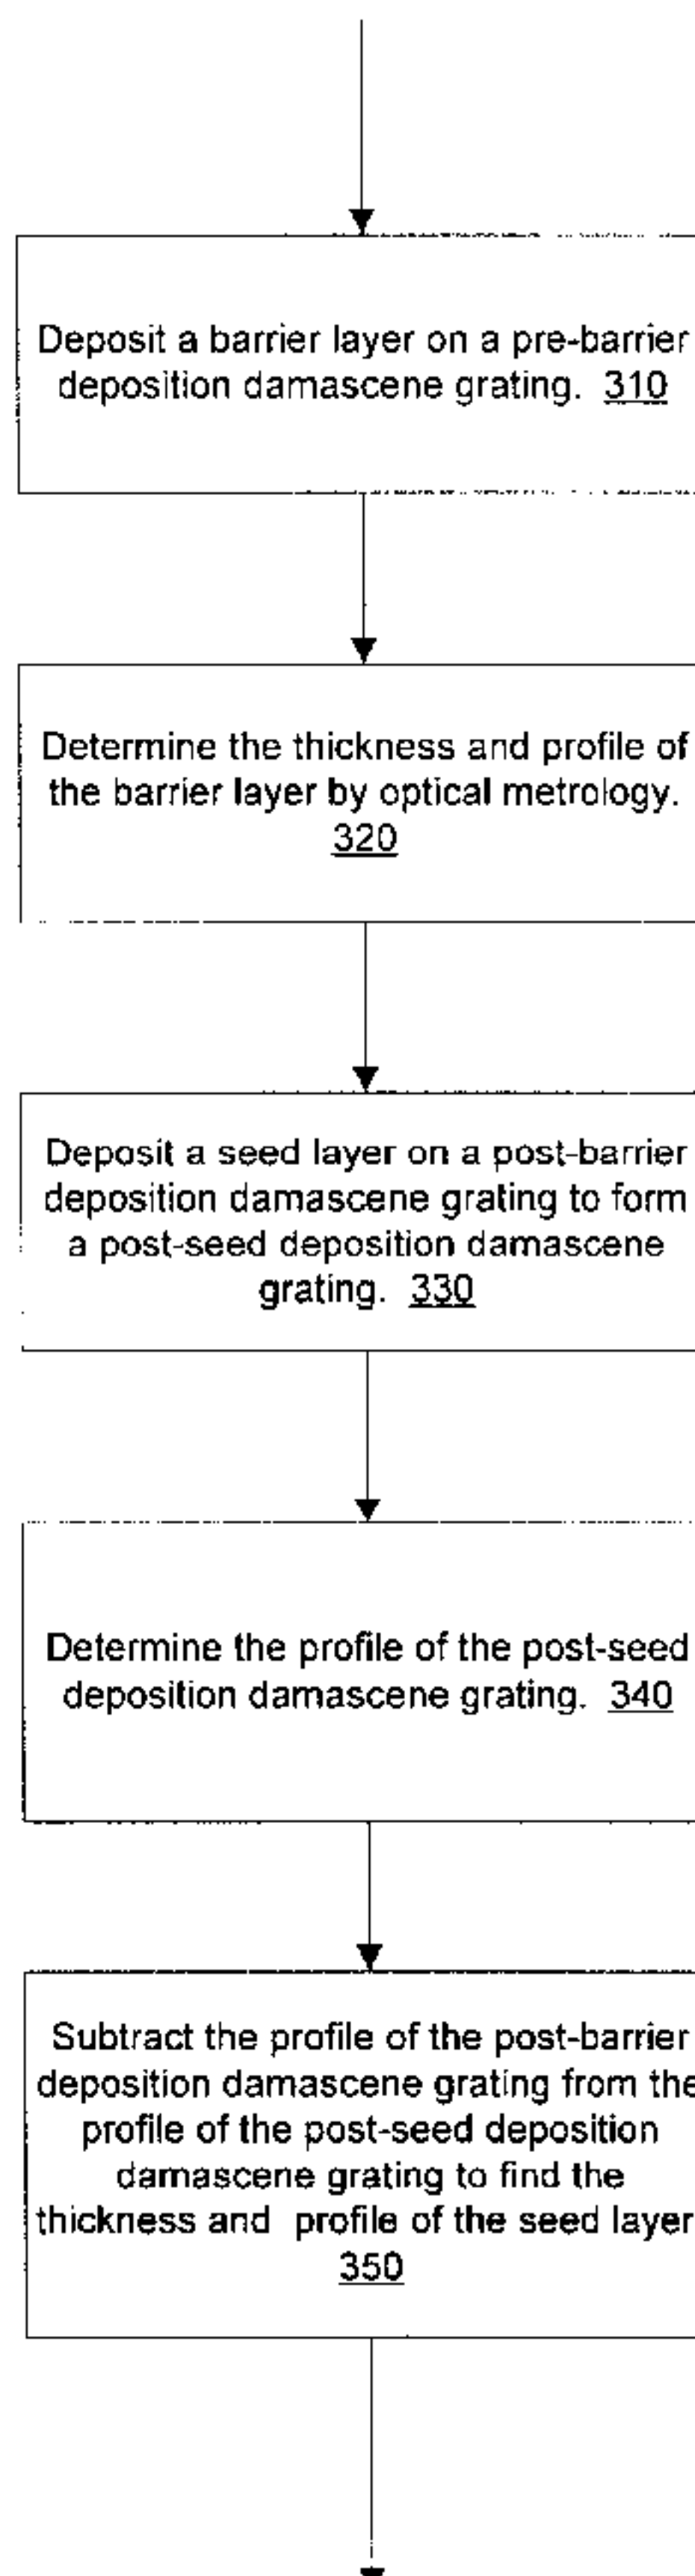 Deposit a barrier layer on a pre-barrier
deposition damascene grating. 310
Determine the thickness and profile of
the barrier layer by optical metrology.
320
Deposit a seed layer on a post-barrier
deposition damascene grating to form
a post-seed deposition damascene
grating. 330
Determine the profile of the post-seed
deposition damascene grating. 340
Subtract the profile of the post-barrier
deposition damascene grating from the
profile of the post-seed deposition
damascene grating to find the
thickness and profile of the seed layer
350